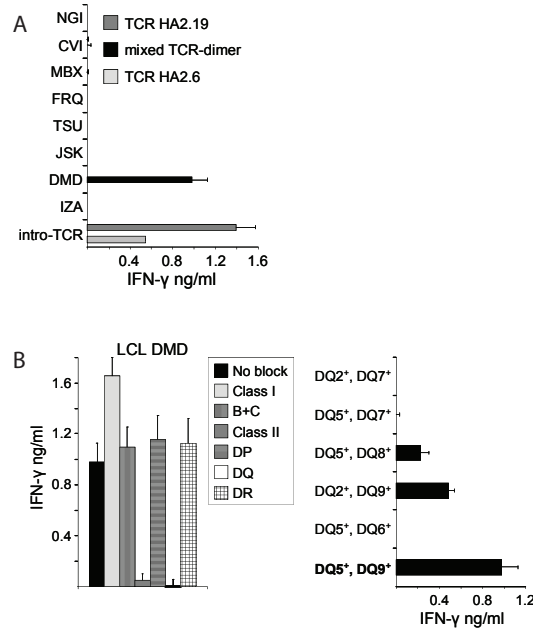 A
NGI
CVI
MBX
FRQ
TSU
JSK
DMD
IZA
intro-TCR
TCR HA2.19
mixed TCR-dimer
TCR HA2.6
0.4 0.8 1.2 1.6
IFN-γ ng/ml
B
LCL DMD
1.6
1.2
0.8
0.4
IFN-γ ng/ml
No block
Class I
B+C
Class II
DP
DQ
DR
DQ2⁺, DQ7⁺
DQ5⁺, DQ7⁺
DQ5⁺, DQ8⁺
DQ2⁺, DQ9⁺
DQ5⁺, DQ6⁺
DQ5⁺, DQ9⁺
0.4 0.8 1.2
IFN-γ ng/ml